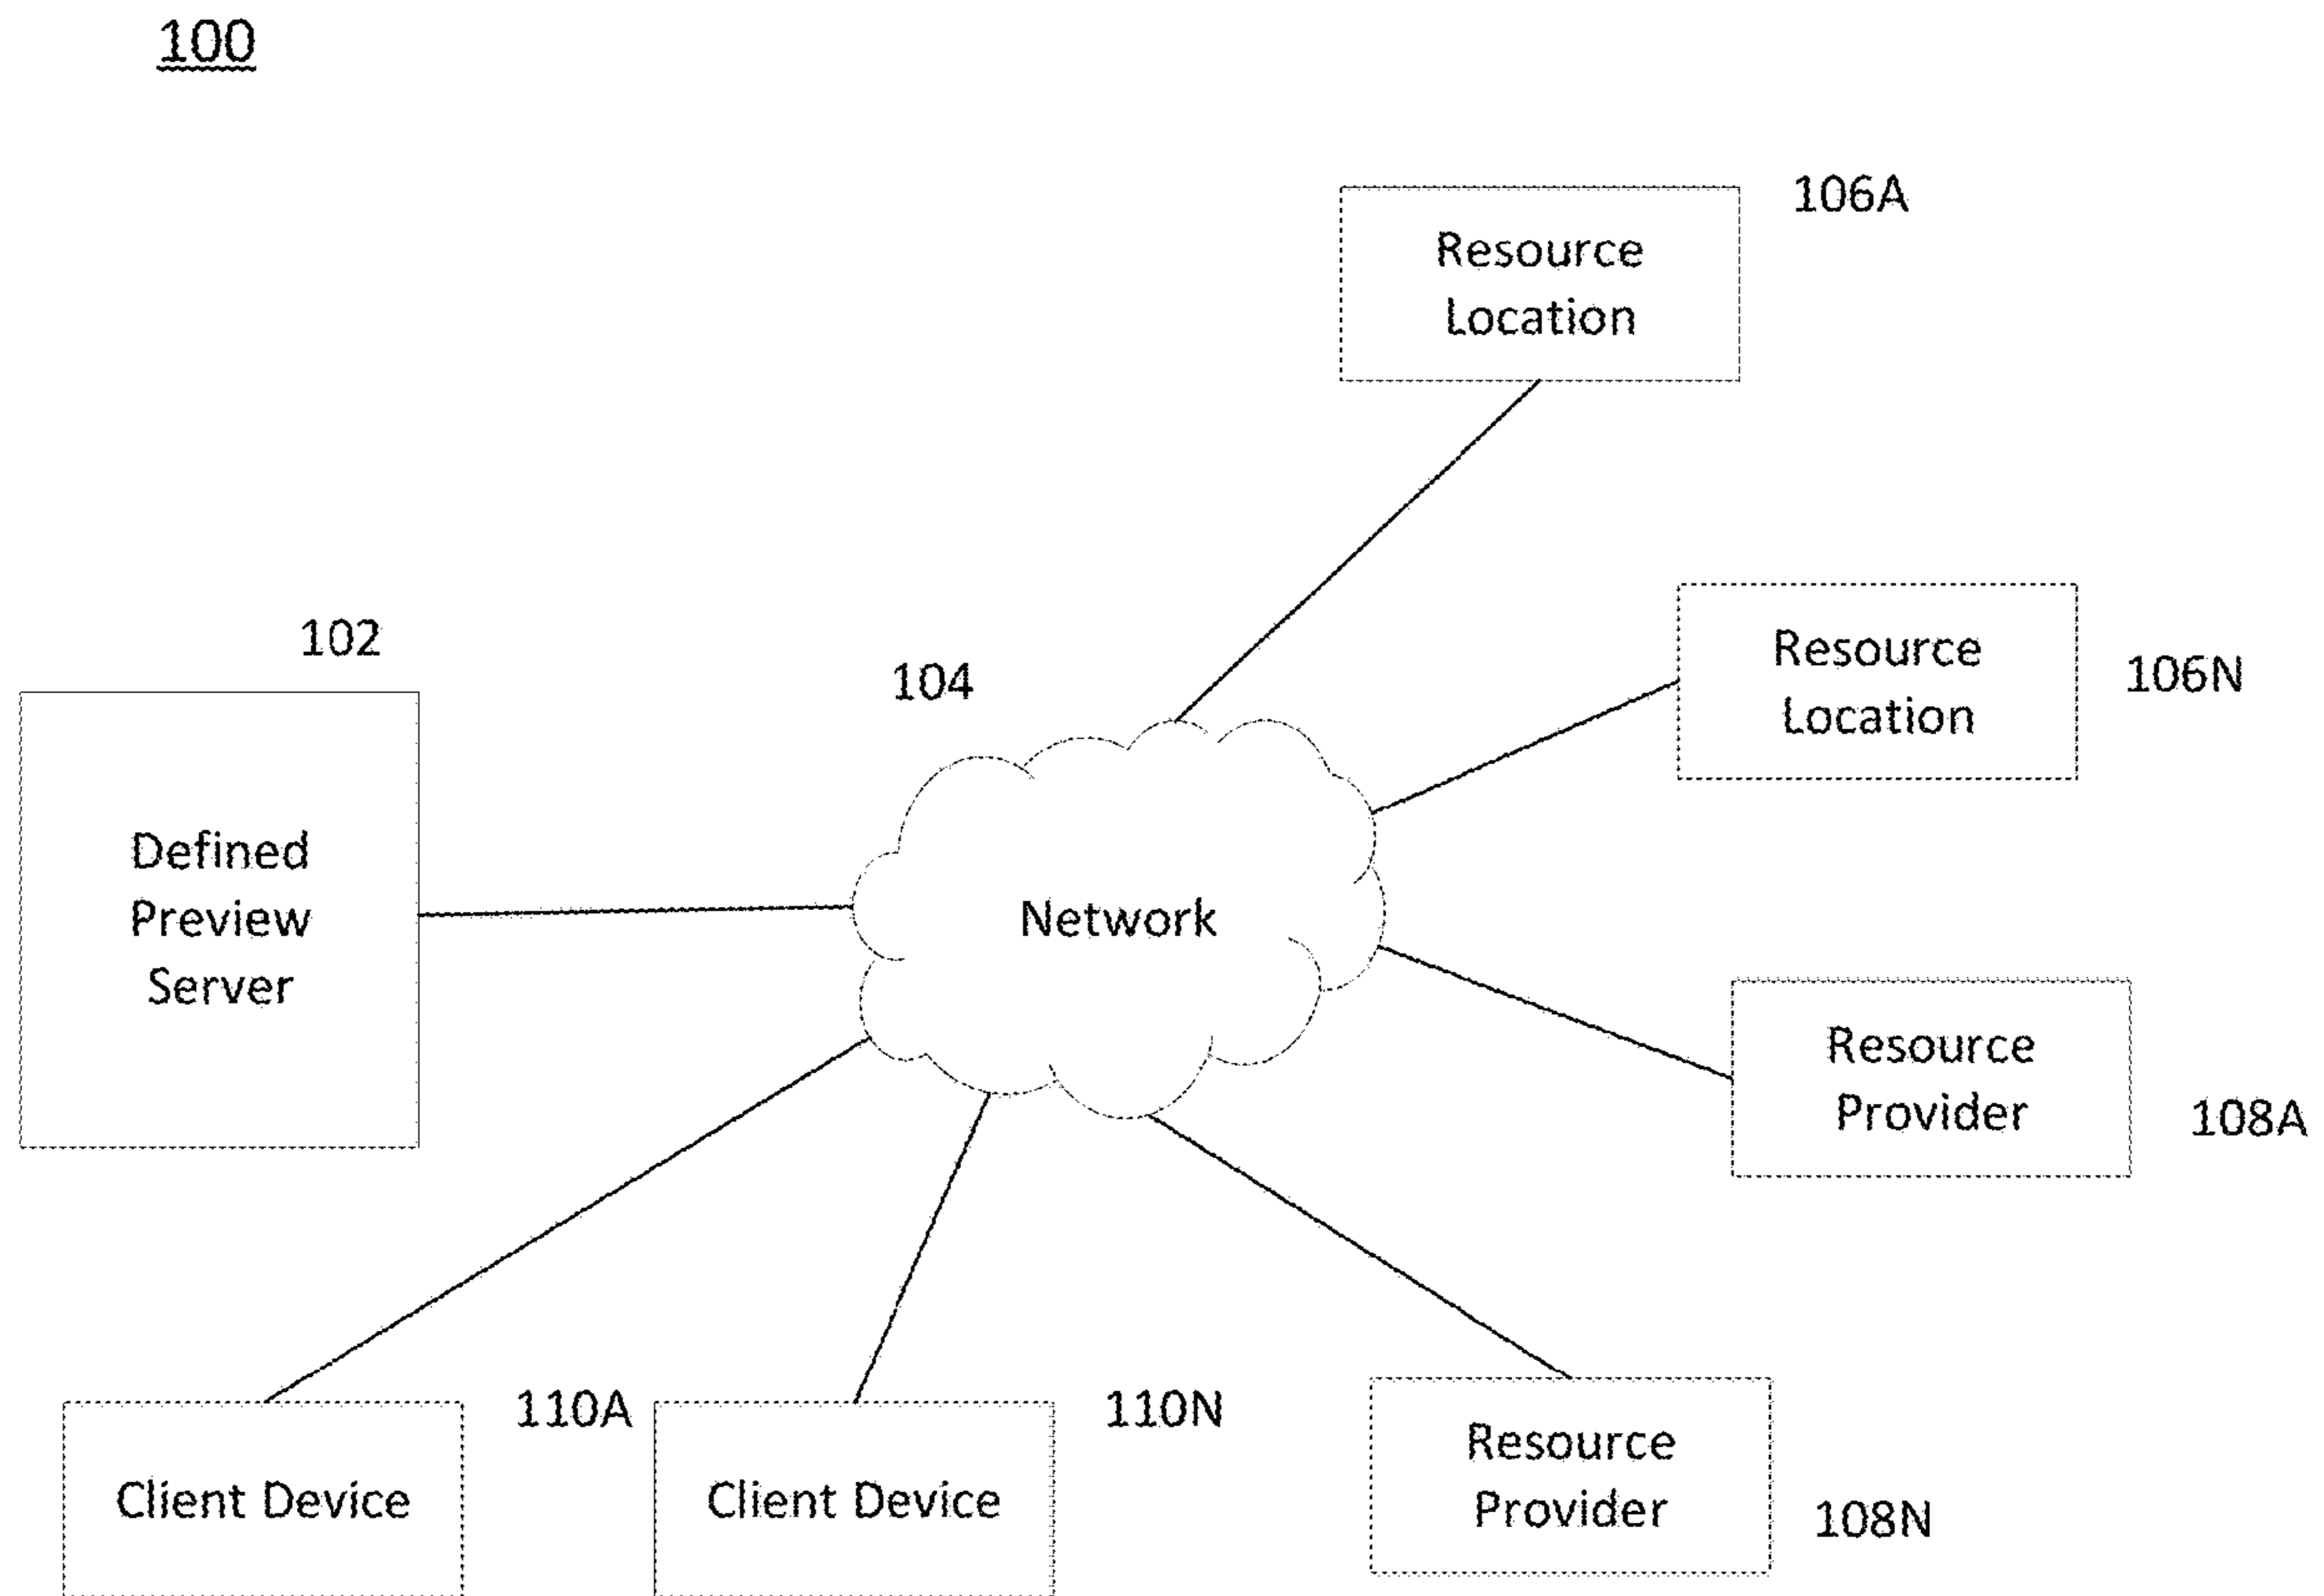 100
106A
Resource
Location
Resource
Location
106N
102
104
Defined
Preview
Server
Network
Resource
Provider
108A
110A
Client Device
110N
Client Device
Resource
Provider
108N